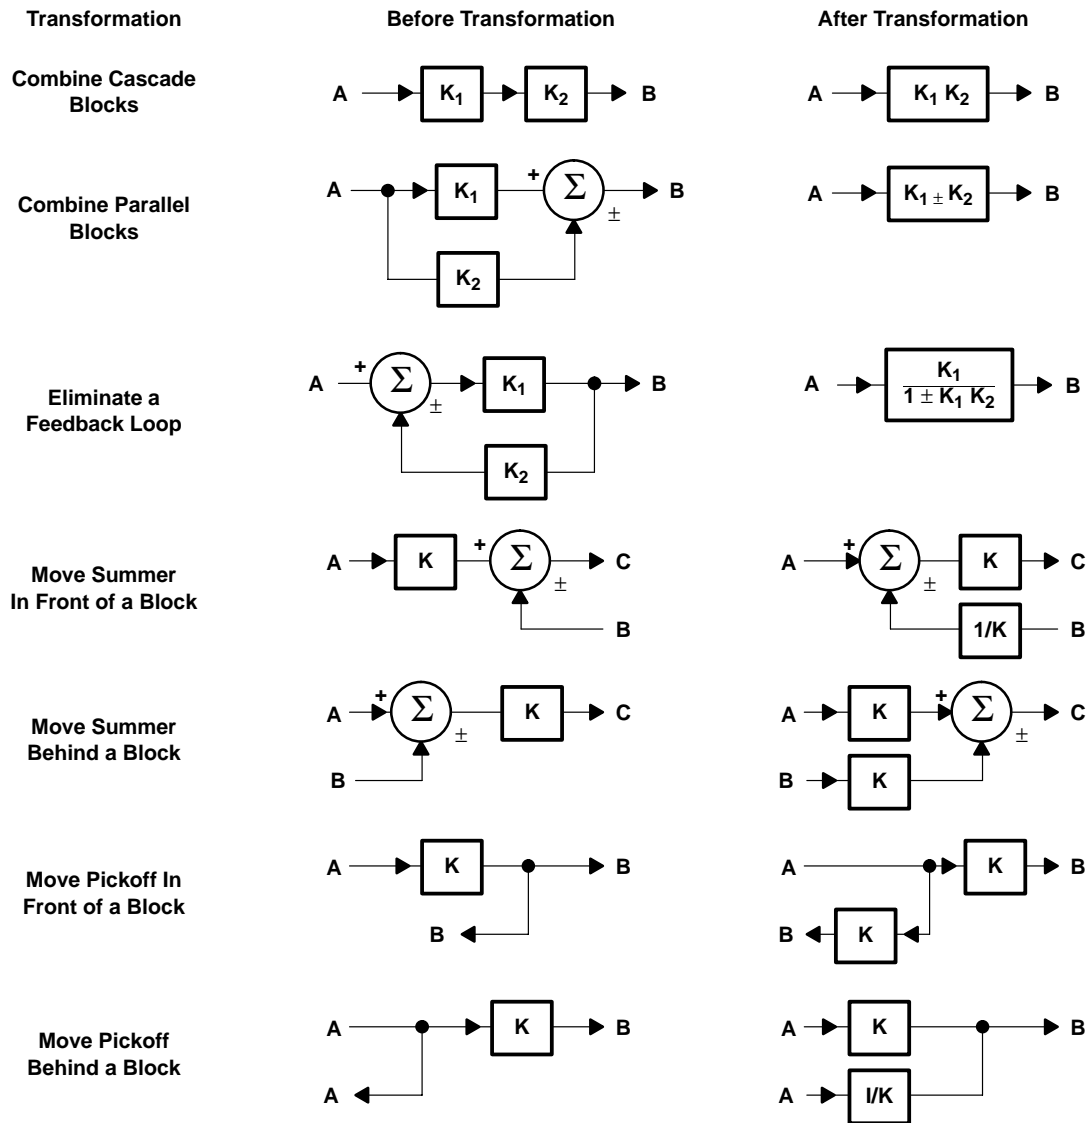 Transformation Before Transformation After Transformation
Combine Cascade
Blocks
A K1 K2 B
A K1 K2 B
Combine Parallel
Blocks
A K1 + Σ ± B
K2
A K1 ± K2 B
Eliminate a
Feedback Loop
A + Σ ± K1 B
K2
A K1 B
1 ± K1 K2
Move Summer
In Front of a Block
A K + Σ ± C
B
A + Σ ± K C
1/K B
Move Summer
Behind a Block
A + Σ ± K C
B
A K + Σ ± C
B K
Move Pickoff In
Front of a Block
A K B
B
A K B
B K
Move Pickoff
Behind a Block
A K B
A
A K B
A I/K